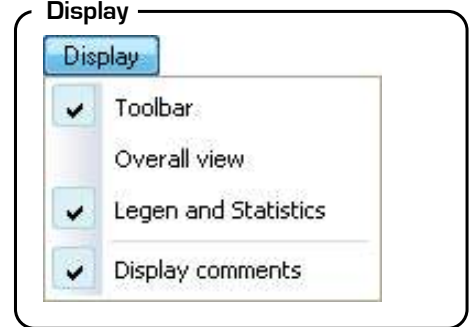 Display
Display
Toolbar
Overall view
Legen and Statistics
Display comments